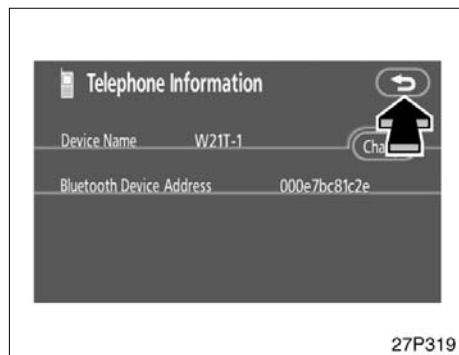 Telephone Information
Device Name W21T-1
Bluetooth Device Address 000e7bc81c2e
27P319